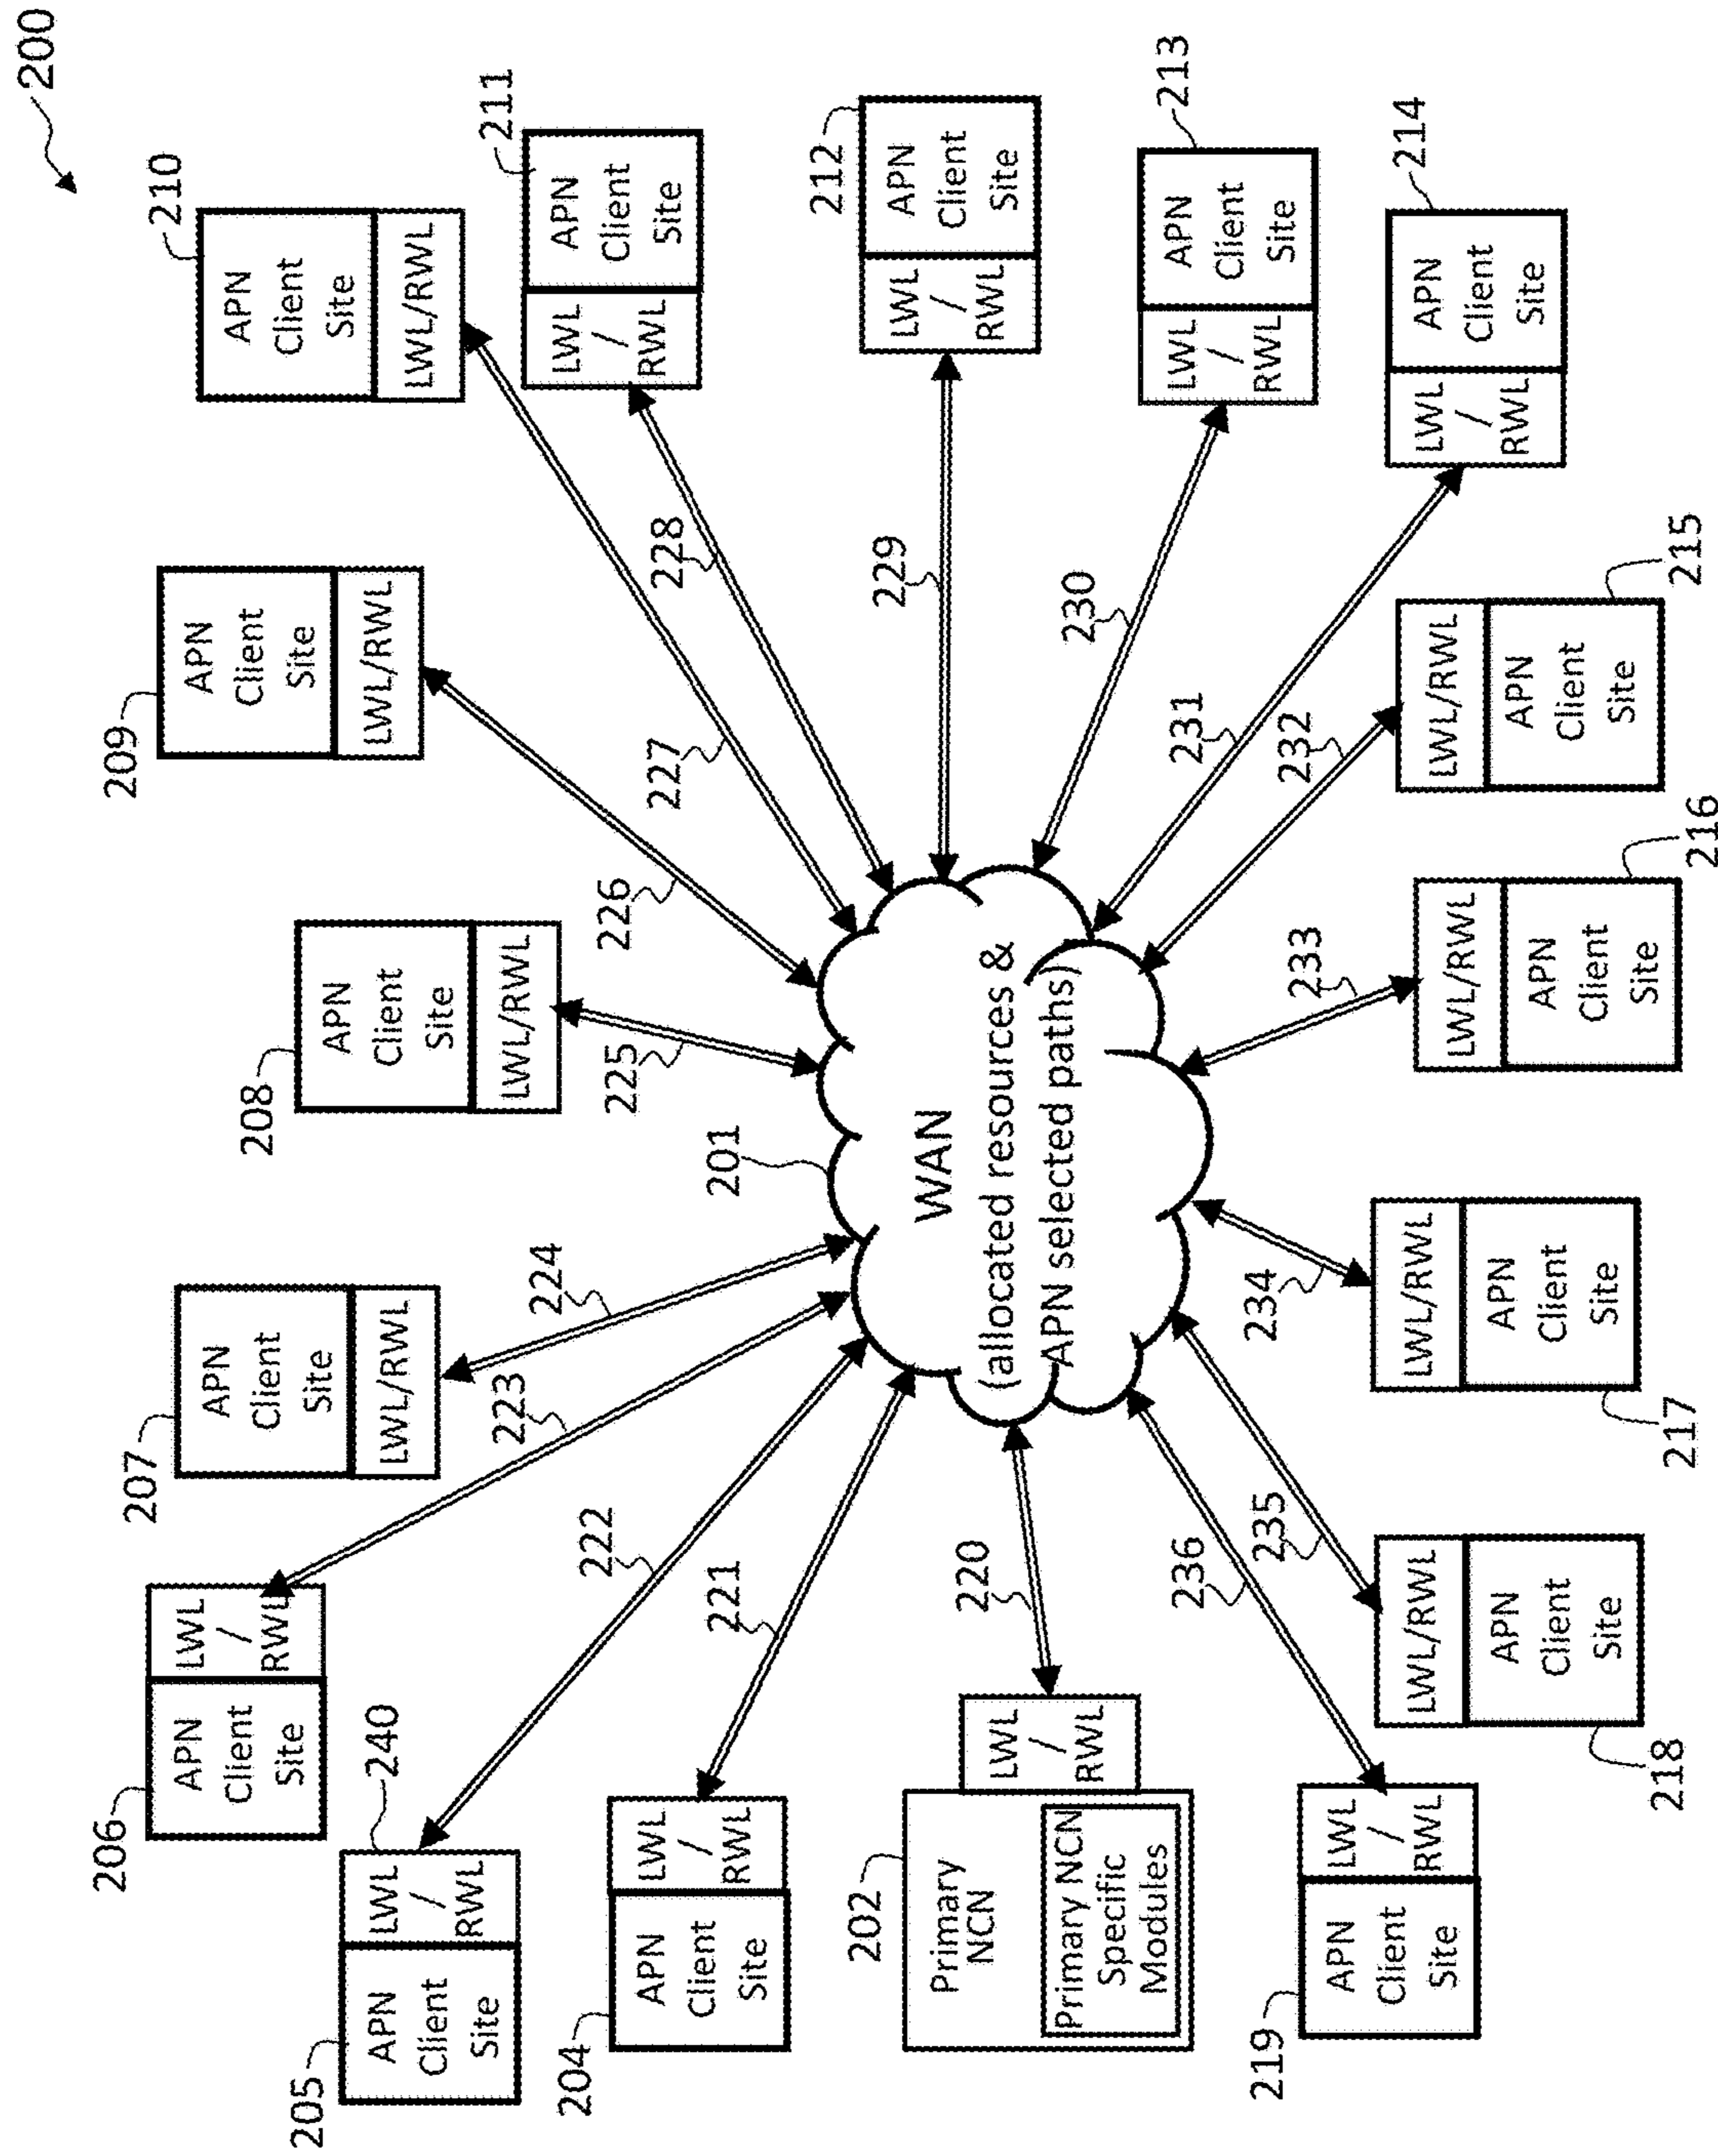 200
206
APN
Client
Site
LWL
/
RWL
207
APN
Client
Site
LWL/RWL
208
APN
Client
Site
LWL/RWL
209
APN
Client
Site
LWL/RWL
210
APN
Client
Site
LWL/RWL
205
APN
Client
Site
LWL
/
RWL
240
211
APN
Client
Site
LWL
/
RWL
204
APN
Client
Site
LWL
/
RWL
212
APN
Client
Site
LWL
/
RWL
202
Primary
NCN
Primary NCN
Specific
Modules
LWL
/
RWL
213
APN
Client
Site
LWL
/
RWL
201
WAN
(allocated resources &
APN selected paths)
220
221
222
223
224
225
226
227
228
229
230
231
232
233
234
235
236
214
APN
Client
Site
LWL
/
RWL
219
APN
Client
Site
LWL
/
RWL
LWL/RWL
APN
Client
Site
218
LWL/RWL
APN
Client
Site
217
LWL/RWL
APN
Client
Site
216
LWL/RWL
APN
Client
Site
215